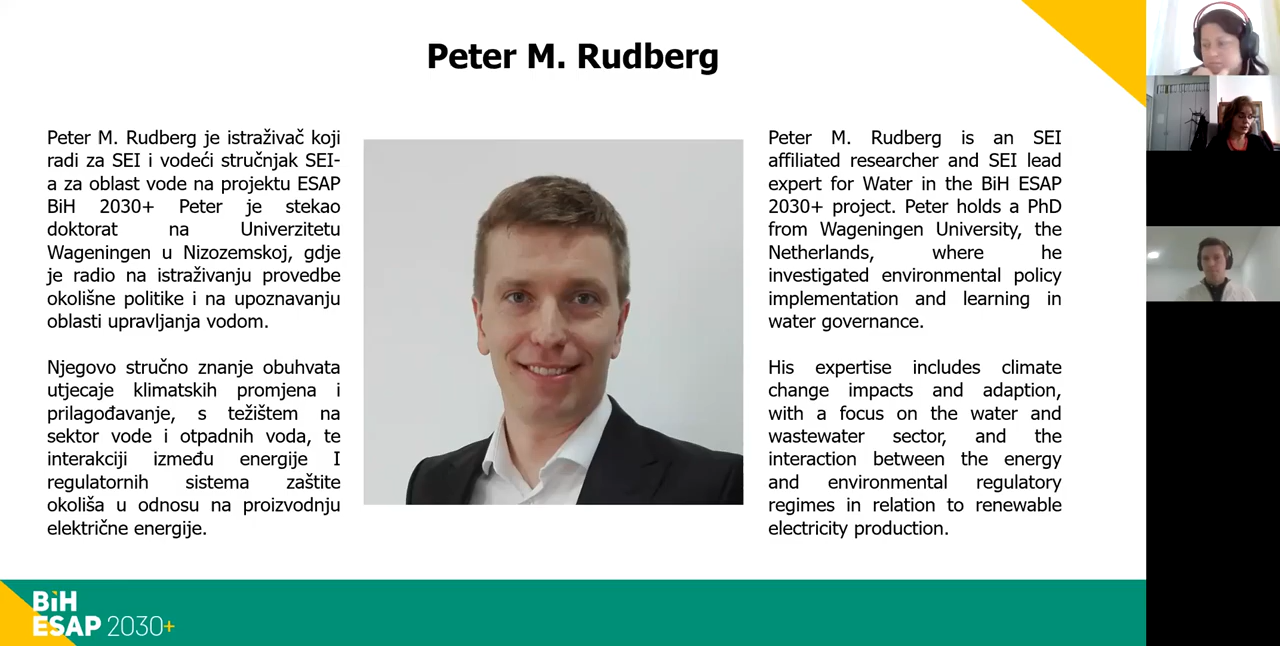 Peter M. Rudberg
Peter M. Rudberg je istraživač koji
radi za SEI i vodeći stručnjak SEI-
a za oblast vode na projektu ESAP
BiH 2030+ Peter je stekao
doktorat na Univerzitetu
Wageningen u Nizozemskoj, gdje
je radio na istraživanju provedbe
okolišne politike i na upoznavanju
oblasti upravljanja vodom.
Njegovo stručno znanje obuhvata
utjecaje klimatskih promjena i
prilagođavanje, s težištem na
sektor vode i otpadnih voda, te
interakciji između energije I
regulatornih sistema zaštite
okoliša u odnosu na proizvodnju
električne energije.
Peter M. Rudberg is an SEI
affiliated researcher and SEI lead
expert for Water in the BiH ESAP
2030+ project. Peter holds a PhD
from Wageningen University, the
Netherlands, where he
investigated environmental policy
implementation and learning in
water governance.
His expertise includes climate
change impacts and adaption,
with a focus on the water and
wastewater sector, and the
interaction between the energy
and environmental regulatory
regimes in relation to renewable
electricity production.
BiH
ESAP 2030+